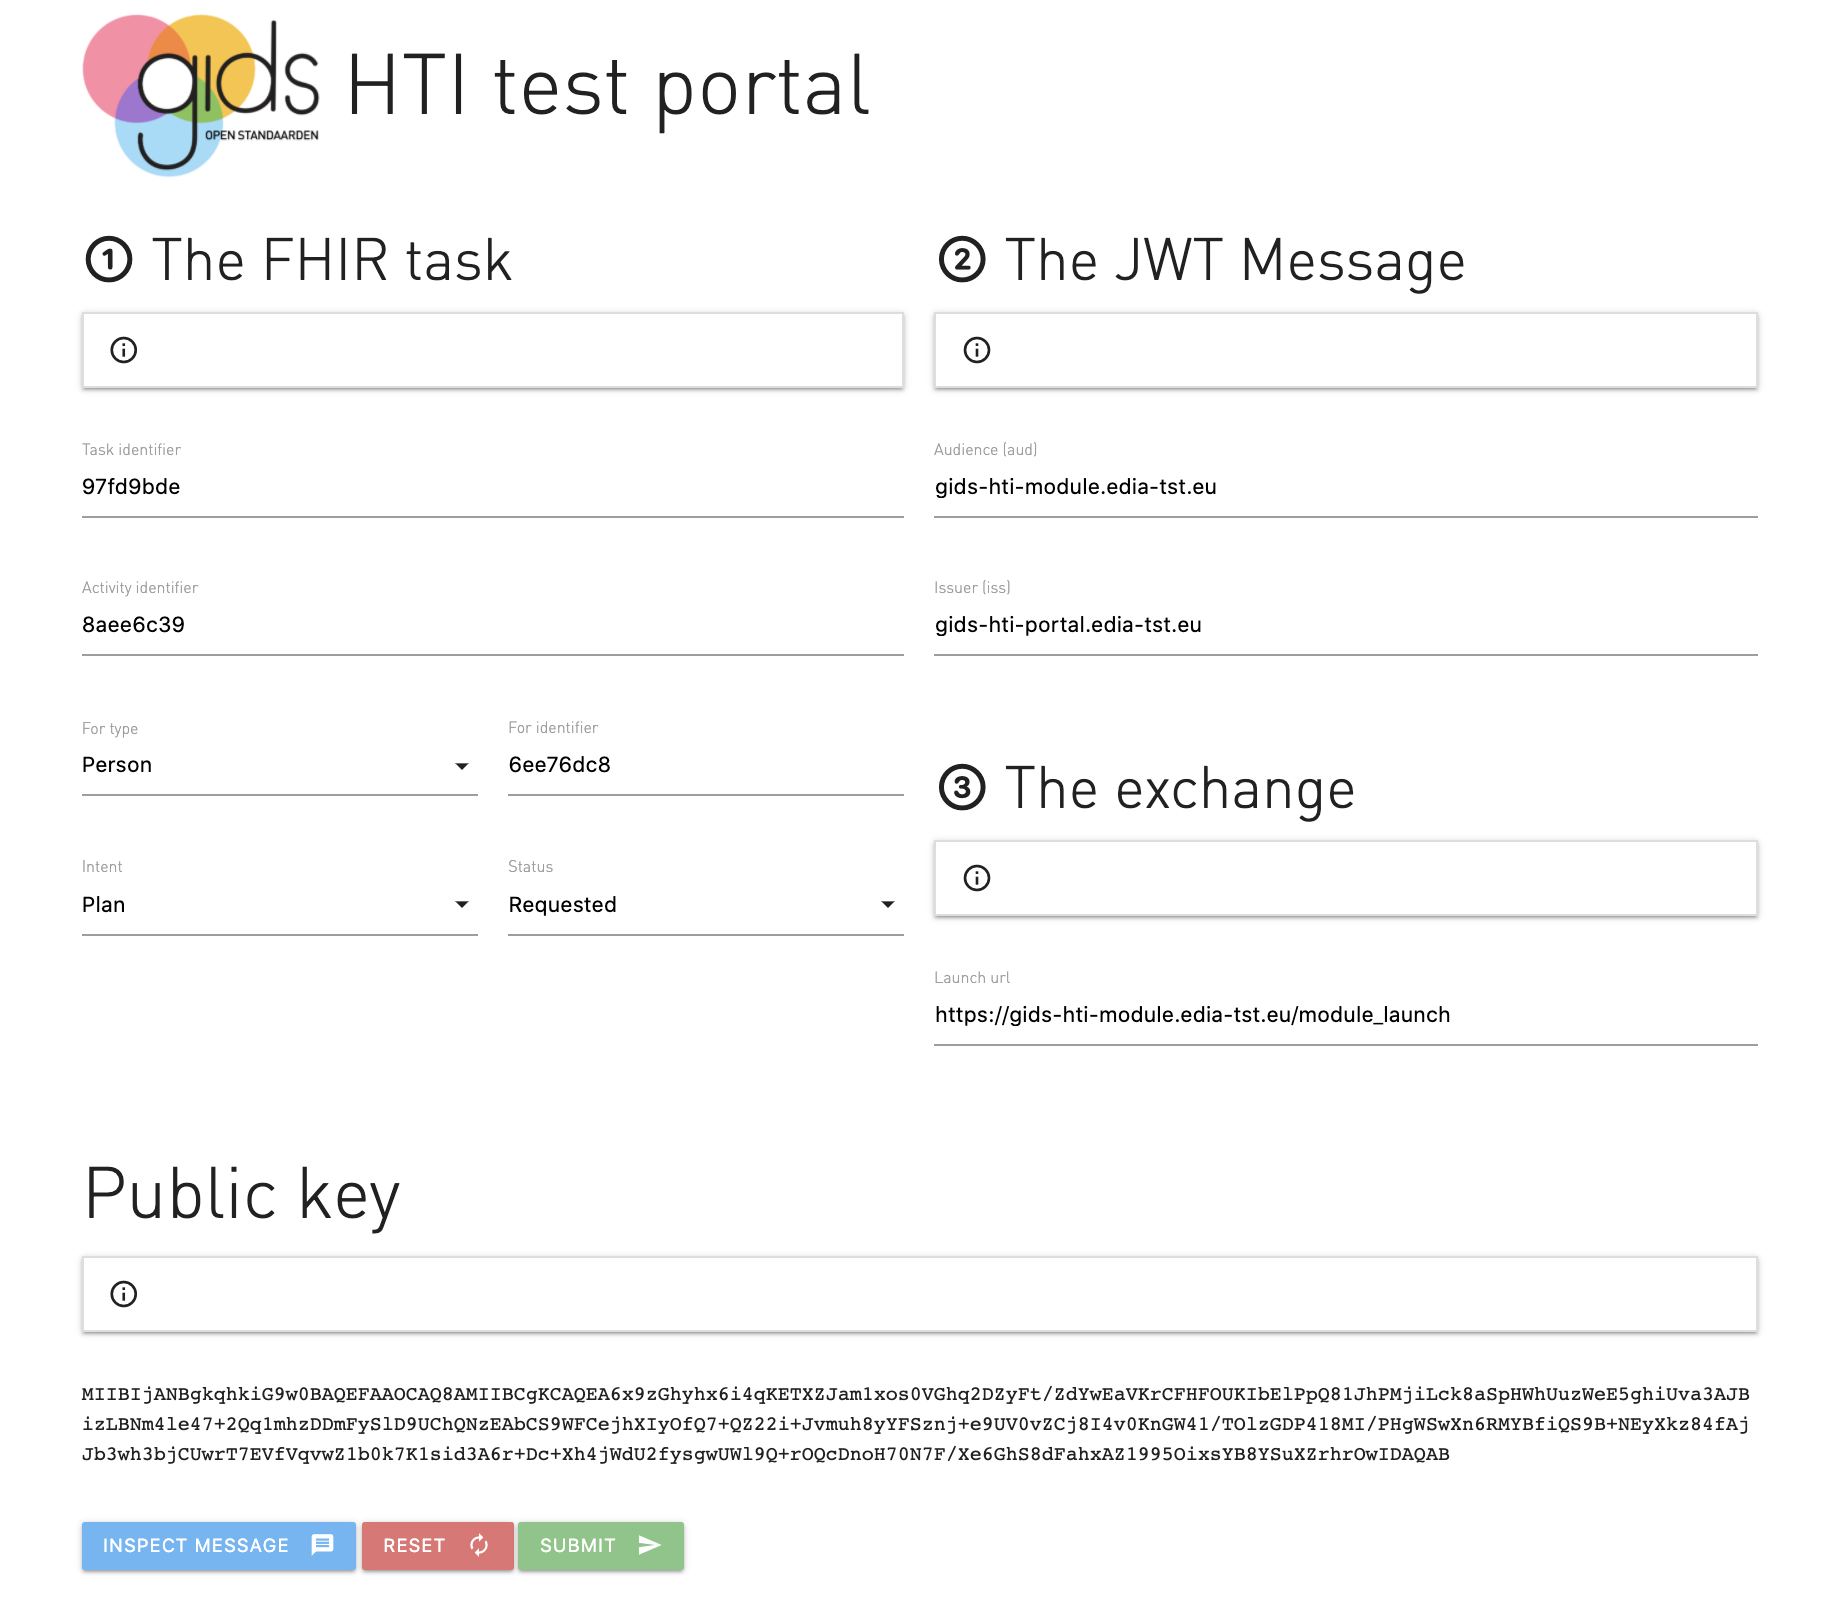 gids
OPEN STANDAARDEN
HTI test portal
1 The FHIR task
Task identifier
97fd9bde
Activity identifier
8aee6c39
For type
Person
For identifier
6ee76dc8
Intent
Plan
Status
Requested
2 The JWT Message
Audience (aud)
gids-hti-module.edia-tst.eu
Issuer (iss)
gids-hti-portal.edia-tst.eu
3 The exchange
Launch url
https://gids-hti-module.edia-tst.eu/module_launch
Public key
MIIBIjANBgkqhkiG9w0BAQEFAAOCAQ8AMIIBCgKCAQEA6x9zGhyhx6i4qKETXZJam1xos0VGhq2DZyFt/ZdYwEaVKrCFHFOUKIbElPpQ81JhPMjiLck8aSpHWhUuzWeE5ghiUva3AJB
izLBNm4le47+2Qq1mhzDDmFySlD9UChQNzEAbCS9WFCejhXIyOfQ7+QZ22i+Jvmuh8yYFSznj+e9UV0vZCj8I4v0KnGW41/TOlzGDP418MI/PHgWSwXn6RMYBfiQS9B+NEyXkz84fAj
Jb3wh3bjCUwrT7EVfVqvwZ1b0k7K1sid3A6r+Dc+Xh4jWdU2fysgwUWl9Q+rOQcDnoH70N7F/Xe6GhS8dFahxAZ1995OixsYB8YSuXZrhrOwIDAQAB
INSPECT MESSAGE
RESET
SUBMIT